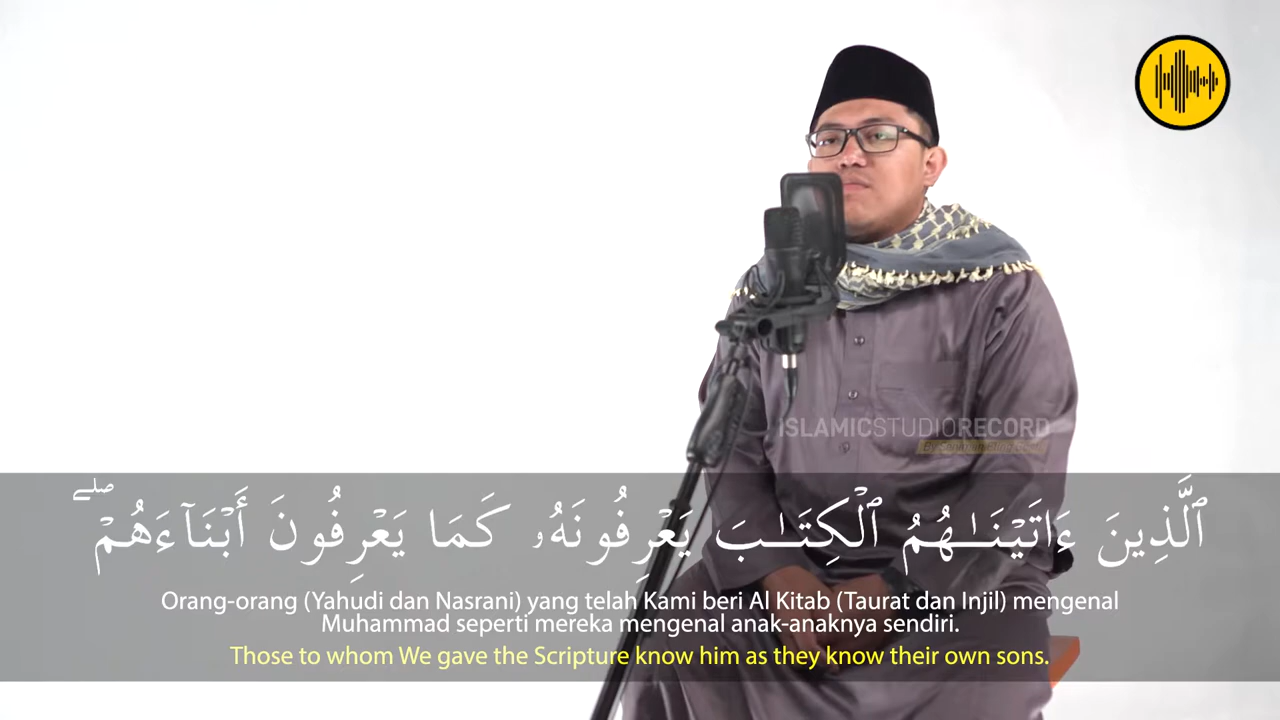 ISLAMICSTUDIORECORD
ٱلَّذِينَ ءَاتَيْنَـٰهُمُ ٱلْكِتَـٰبَ يَعْرِفُونَهُۥ كَمَا يَعْرِفُونَ أَبْنَآءَهُمْ ۖ
Orang-orang (Yahudi dan Nasrani) yang telah Kami beri Al Kitab (Taurat dan Injil) mengenal
Muhammad seperti mereka mengenal anak-anaknya sendiri.
Those to whom We gave the Scripture know him as they know their own sons.